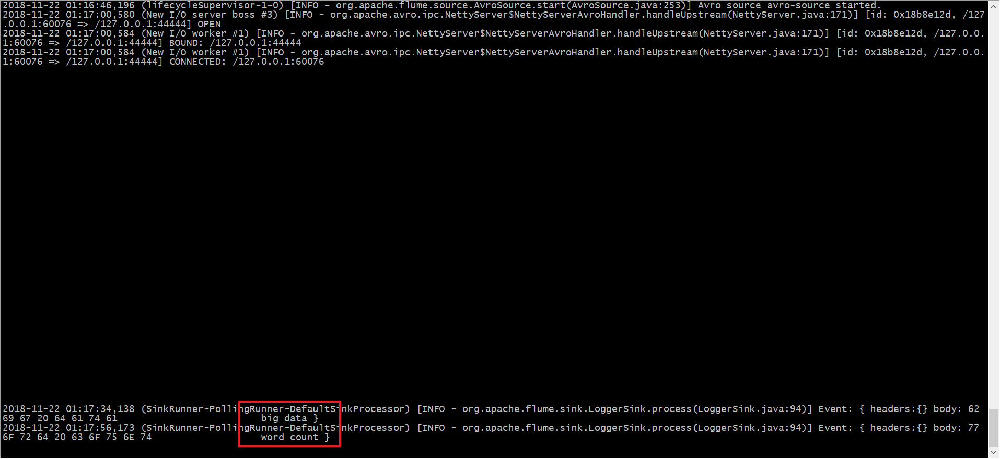 2018-11-22 01:16:46,196 (lifecycleSupervisor-1-0) [INFO - org.apache.flume.source.AvroSource.start(AvroSource.java:253)] Avro source avro-source started.
2018-11-22 01:17:00,580 (New I/O server boss #3) [INFO - org.apache.avro.ipc.NettyServer$NettyServerAvroHandler.handleUpstream(NettyServer.java:171)] [id: 0x18b8e12d, /127
.0.0.1:60076 => /127.0.0.1:44444] OPEN
2018-11-22 01:17:00,584 (New I/O worker #1) [INFO - org.apache.avro.ipc.NettyServer$NettyServerAvroHandler.handleUpstream(NettyServer.java:171)] [id: 0x18b8e12d, /127.0.0.
1:60076 => /127.0.0.1:44444] BOUND: /127.0.0.1:44444
2018-11-22 01:17:00,584 (New I/O worker #1) [INFO - org.apache.avro.ipc.NettyServer$NettyServerAvroHandler.handleUpstream(NettyServer.java:171)] [id: 0x18b8e12d, /127.0.0.
1:60076 => /127.0.0.1:44444] CONNECTED: /127.0.0.1:60076
2018-11-22 01:17:34,138 (SinkRunner-PollingRunner-DefaultSinkProcessor) [INFO - org.apache.flume.sink.LoggerSink.process(LoggerSink.java:94)] Event: { headers:{} body: 62
69 67 20 64 61 74 61                         big data }
2018-11-22 01:17:56,173 (SinkRunner-PollingRunner-DefaultSinkProcessor) [INFO - org.apache.flume.sink.LoggerSink.process(LoggerSink.java:94)] Event: { headers:{} body: 77
6F 72 64 20 63 6F 75 6E 74                   word count }